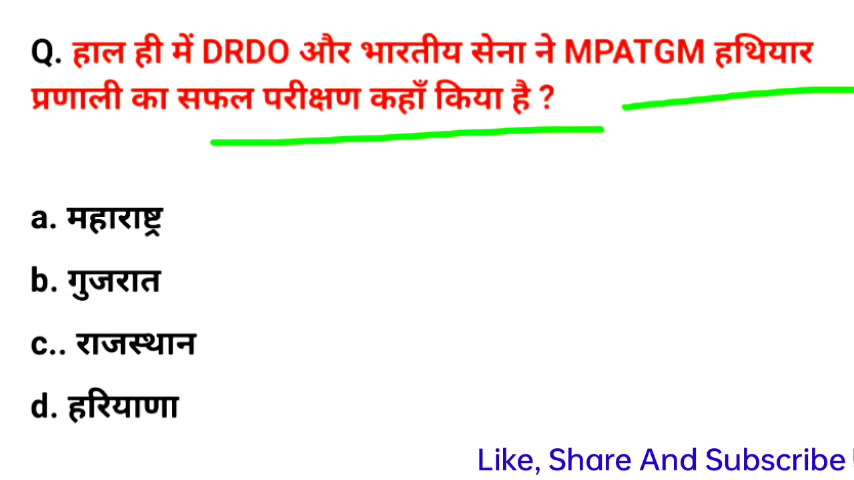 Q. हाल ही में DRDO और भारतीय सेना ने MPATGM हथियार
प्रणाली का सफल परीक्षण कहाँ किया है ?
a. महाराष्ट्र
b. गुजरात
c.. राजस्थान
d. हरियाणा
Like, Share And Subscribe